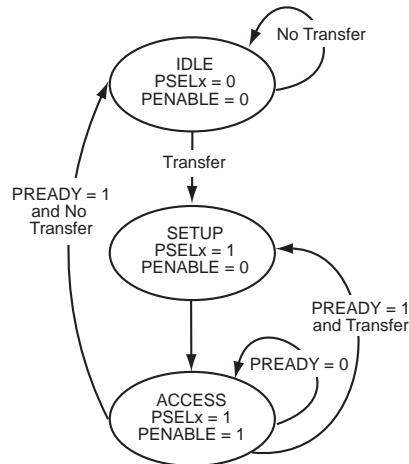 No Transfer
IDLE
PSELx = 0
PENABLE = 0
Transfer
PREADY = 1
and No
Transfer
SETUP
PSELx = 1
PENABLE = 0
PREADY = 1
and Transfer
PREADY = 0
ACCESS
PSELx = 1
PENABLE = 1